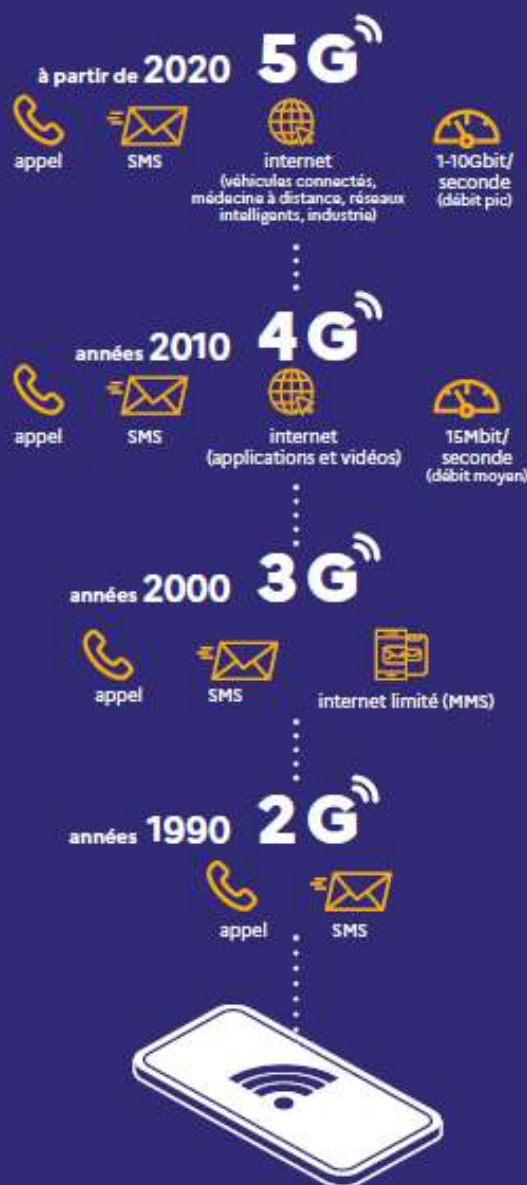 à partir de 2020 5G
appel
SMS
internet
(véhicules connectés,
médecine à distance, réseaux
intelligents, industrie)
1-10Gbit/
seconde
(débit pic)
années 2010 4G
appel
SMS
internet
(applications et vidéos)
15Mbit/
seconde
(débit moyen)
années 2000 3G
appel
SMS
internet limité (MMS)
années 1990 2G
appel
SMS